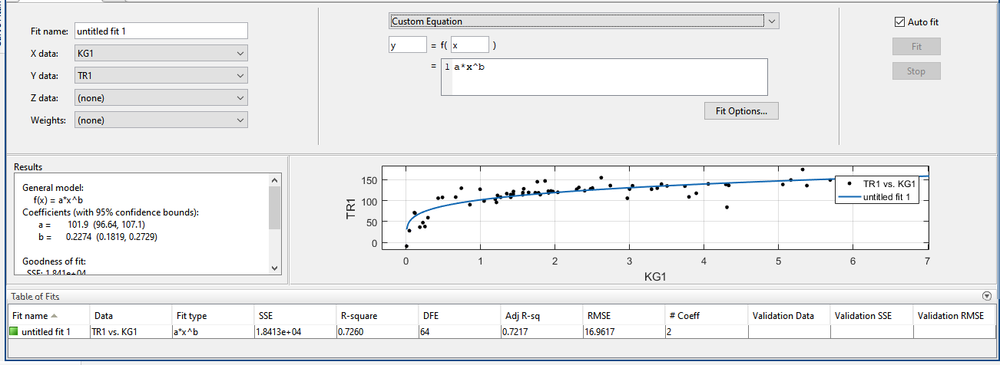 Fit name: untitled fit 1
X data: KG1
Y data: TR1
Z data: (none)
Weights: (none)
Custom Equation
y = f( x )
= 1 a*x^b
Fit Options...
Auto fit
Fit
Stop
Results
General model:
f(x) = a*x^b
Coefficients (with 95% confidence bounds):
a = 101.9 (96.64, 107.1)
b = 0.2274 (0.1819, 0.2729)
Goodness of fit:
SSE: 1.841e+04
150
100
50
0
TR1
0 1 2 3 4 5 6 7
KG1
TR1 vs. KG1
untitled fit 1
Table of Fits
Fit name Data Fit type SSE R-square DFE Adj R-sq RMSE # Coeff Validation Data Validation SSE Validation RMSE
untitled fit 1 TR1 vs. KG1 a*x^b 1.8413e+04 0.7260 64 0.7217 16.9617 2